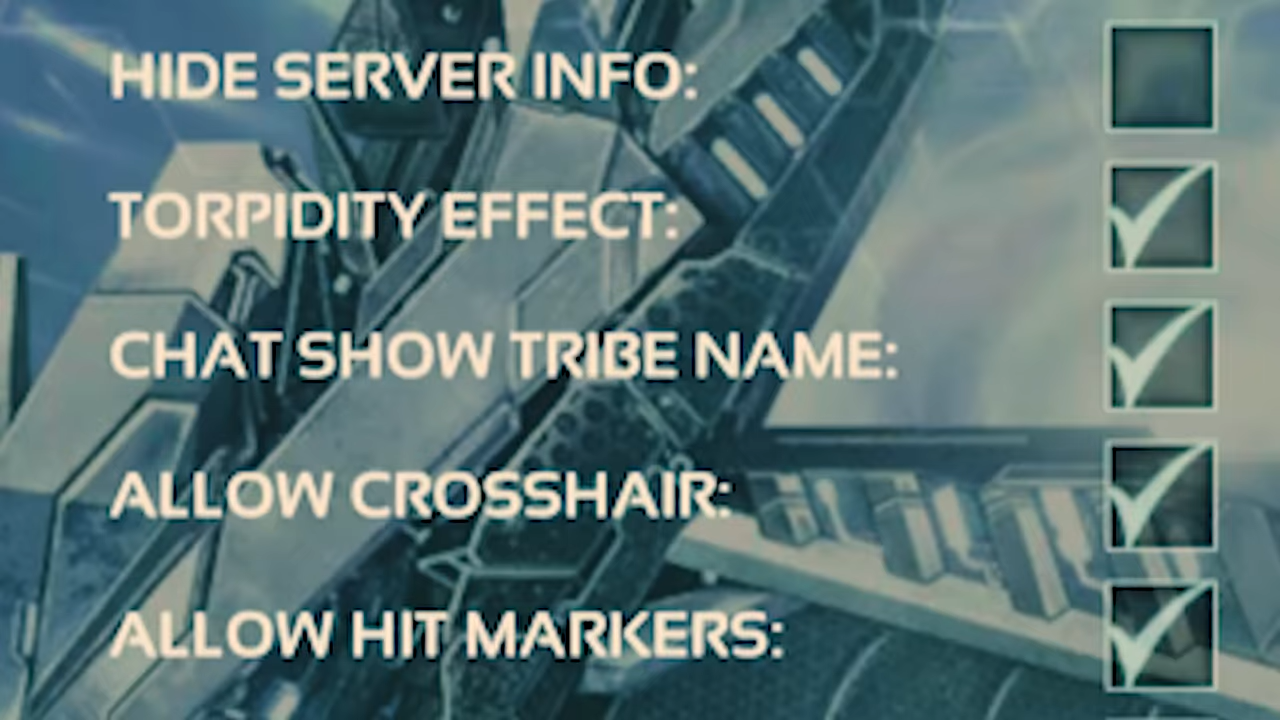 HIDE SERVER INFO:
TORPIDITY EFFECT:
CHAT SHOW TRIBE NAME:
ALLOW CROSSHAIR:
ALLOW HIT MARKERS: